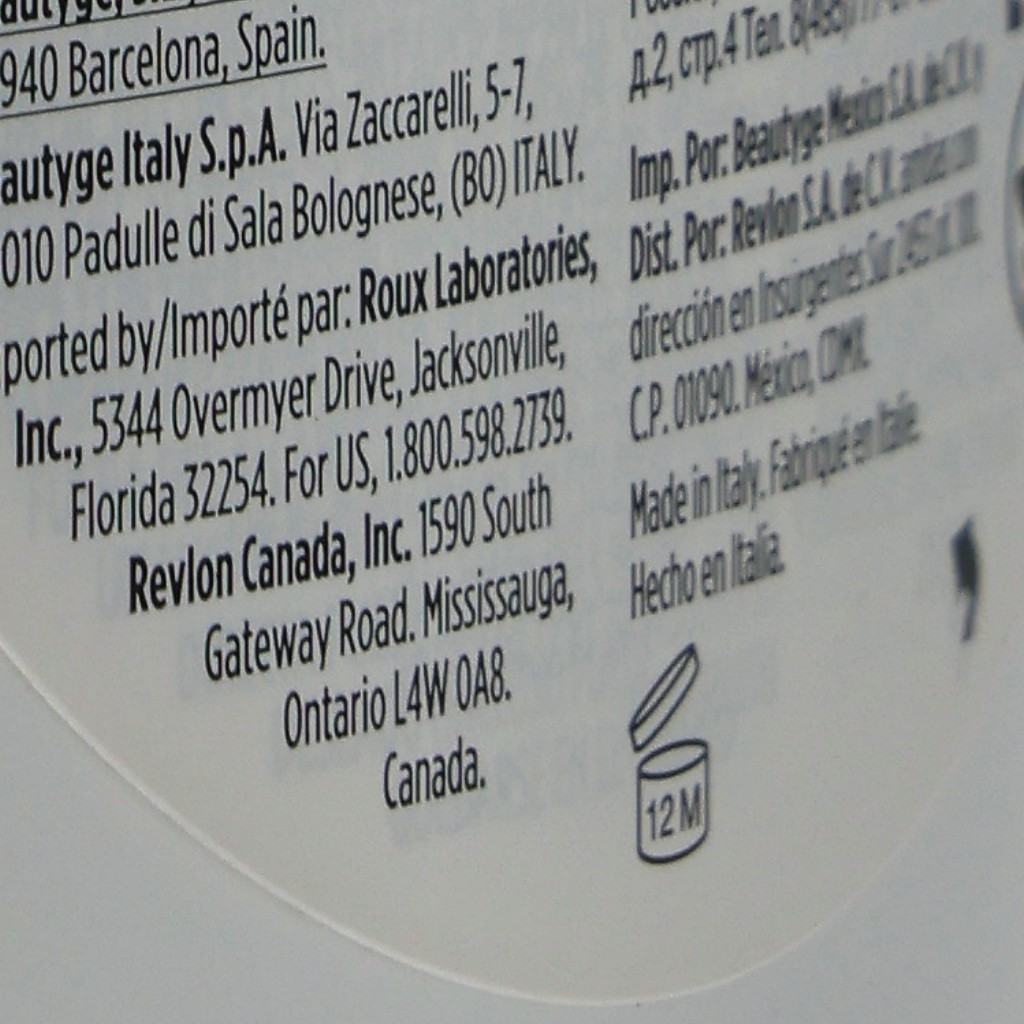 940 Barcelona, Spain.
autyge Italy S.p.A. Via Zaccarelli, 5-7,
010 Padulle di Sala Bolognese, (BO) ITALY.
ported by/Importé par: Roux Laboratories,
Inc., 5344 Overmyer Drive, Jacksonville,
Florida 32254. For US, 1.800.598.2739.
Revlon Canada, Inc. 1590 South
Gateway Road. Mississauga,
Ontario L4W 0A8.
Canada.
д.2, стр.4 Тел.
Imp. Por: Beautyge Mexico S.A. de C.V. y
Dist. Por: Revlon S.A. de C.V. ambas con
dirección en Insurgentes Sur
C.P. 01090. México, CDMX.
Made in Italy. Fabriqué en Italie.
Hecho en Italia.
12 M